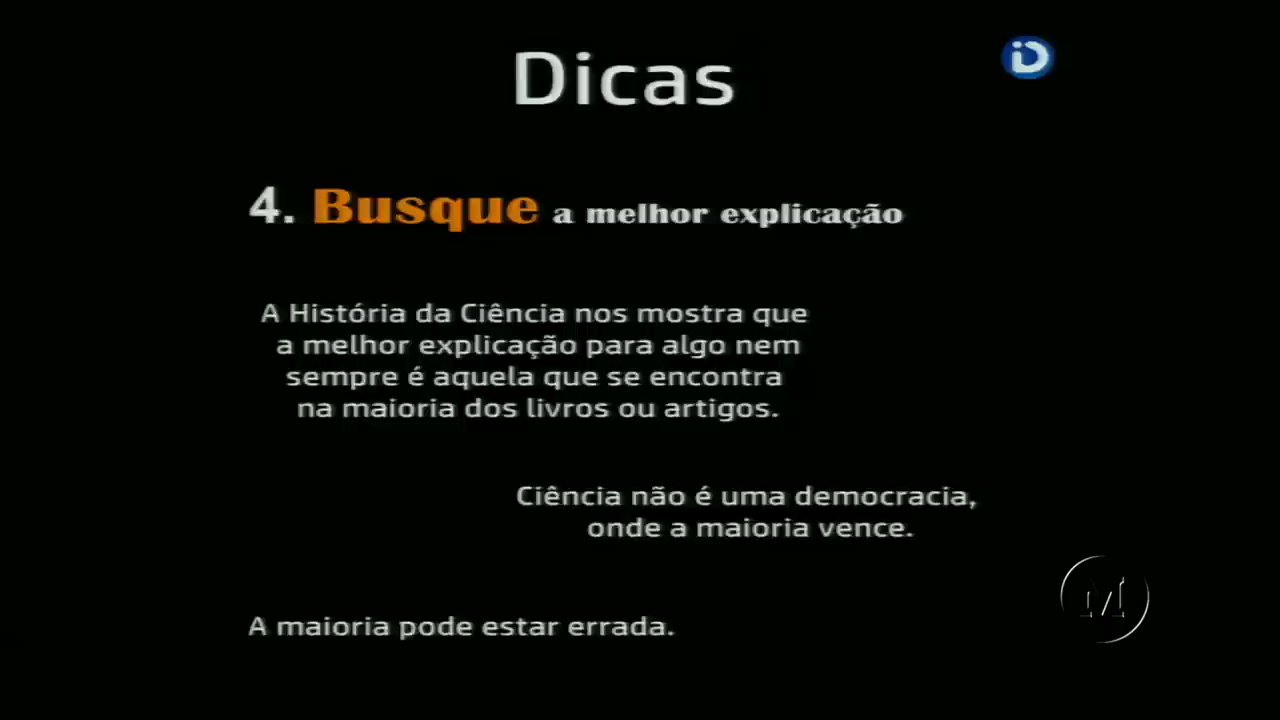 Dicas
iD
4. Busque a melhor explicação
A História da Ciência nos mostra que
a melhor explicação para algo nem
sempre é aquela que se encontra
na maioria dos livros ou artigos.
Ciência não é uma democracia,
onde a maioria vence.
M
A maioria pode estar errada.